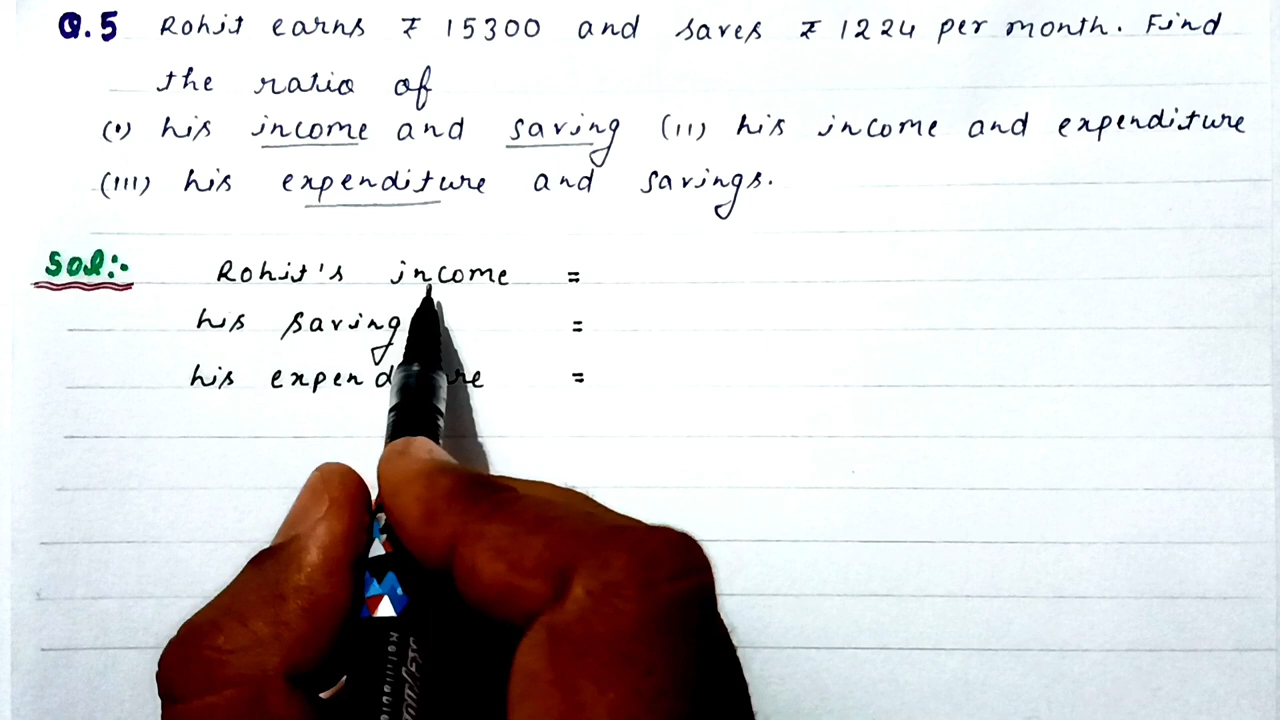 Q.5 Rohit earns ₹ 15300 and saves ₹ 1224 per month. Find
the ratio of
(i) his income and saving (ii) his income and expenditure
(iii) his expenditure and savings.
Sol:-
Rohit's income =
his saving =
his =